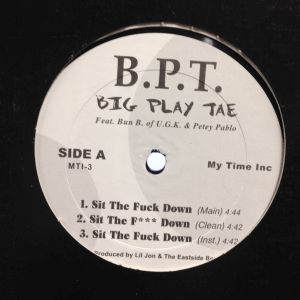 B.P.T.
BIG PLAY TAE
Feat. Bun B. of U.G.K. & Petey Pablo
SIDE A
My Time Inc
MTI-3
1. Sit The Fuck Down (Main) 4:44
2. Sit The F*** Down (Clean) 4:42
3. Sit The Fuck Down (Inst.) 4:42
Produced by Lil Jon & The Eastside